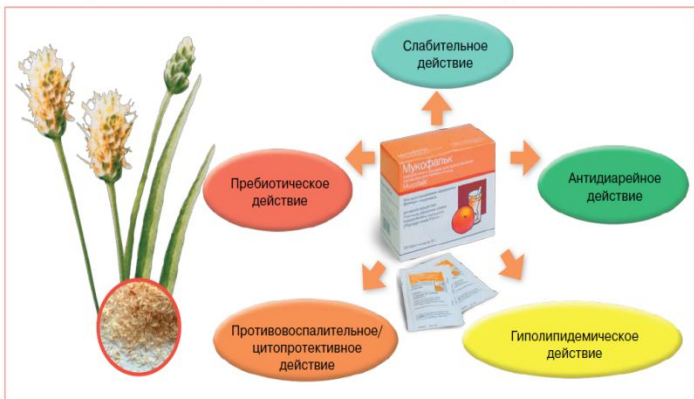 Слабительное
действие
Мукофальк
Пребиотическое
действие
Антидиарейное
действие
Противовоспалительное/
цитопротективное
действие
Гиполипидемическое
действие